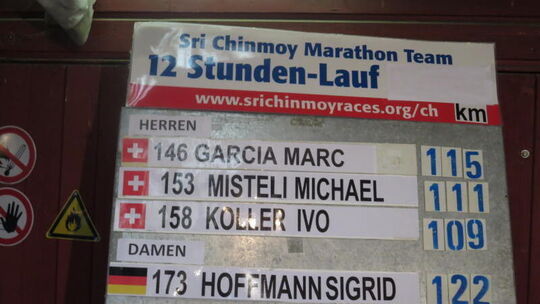 Sri Chinmoy Marathon Team
12 Stunden-Lauf
www.srichinmoyraces.org/ch km
HERREN
146 GARCIA MARC 115
153 MISTELI MICHAEL 111
158 KOLLER IVO 109
DAMEN
173 HOFFMANN SIGRID 122